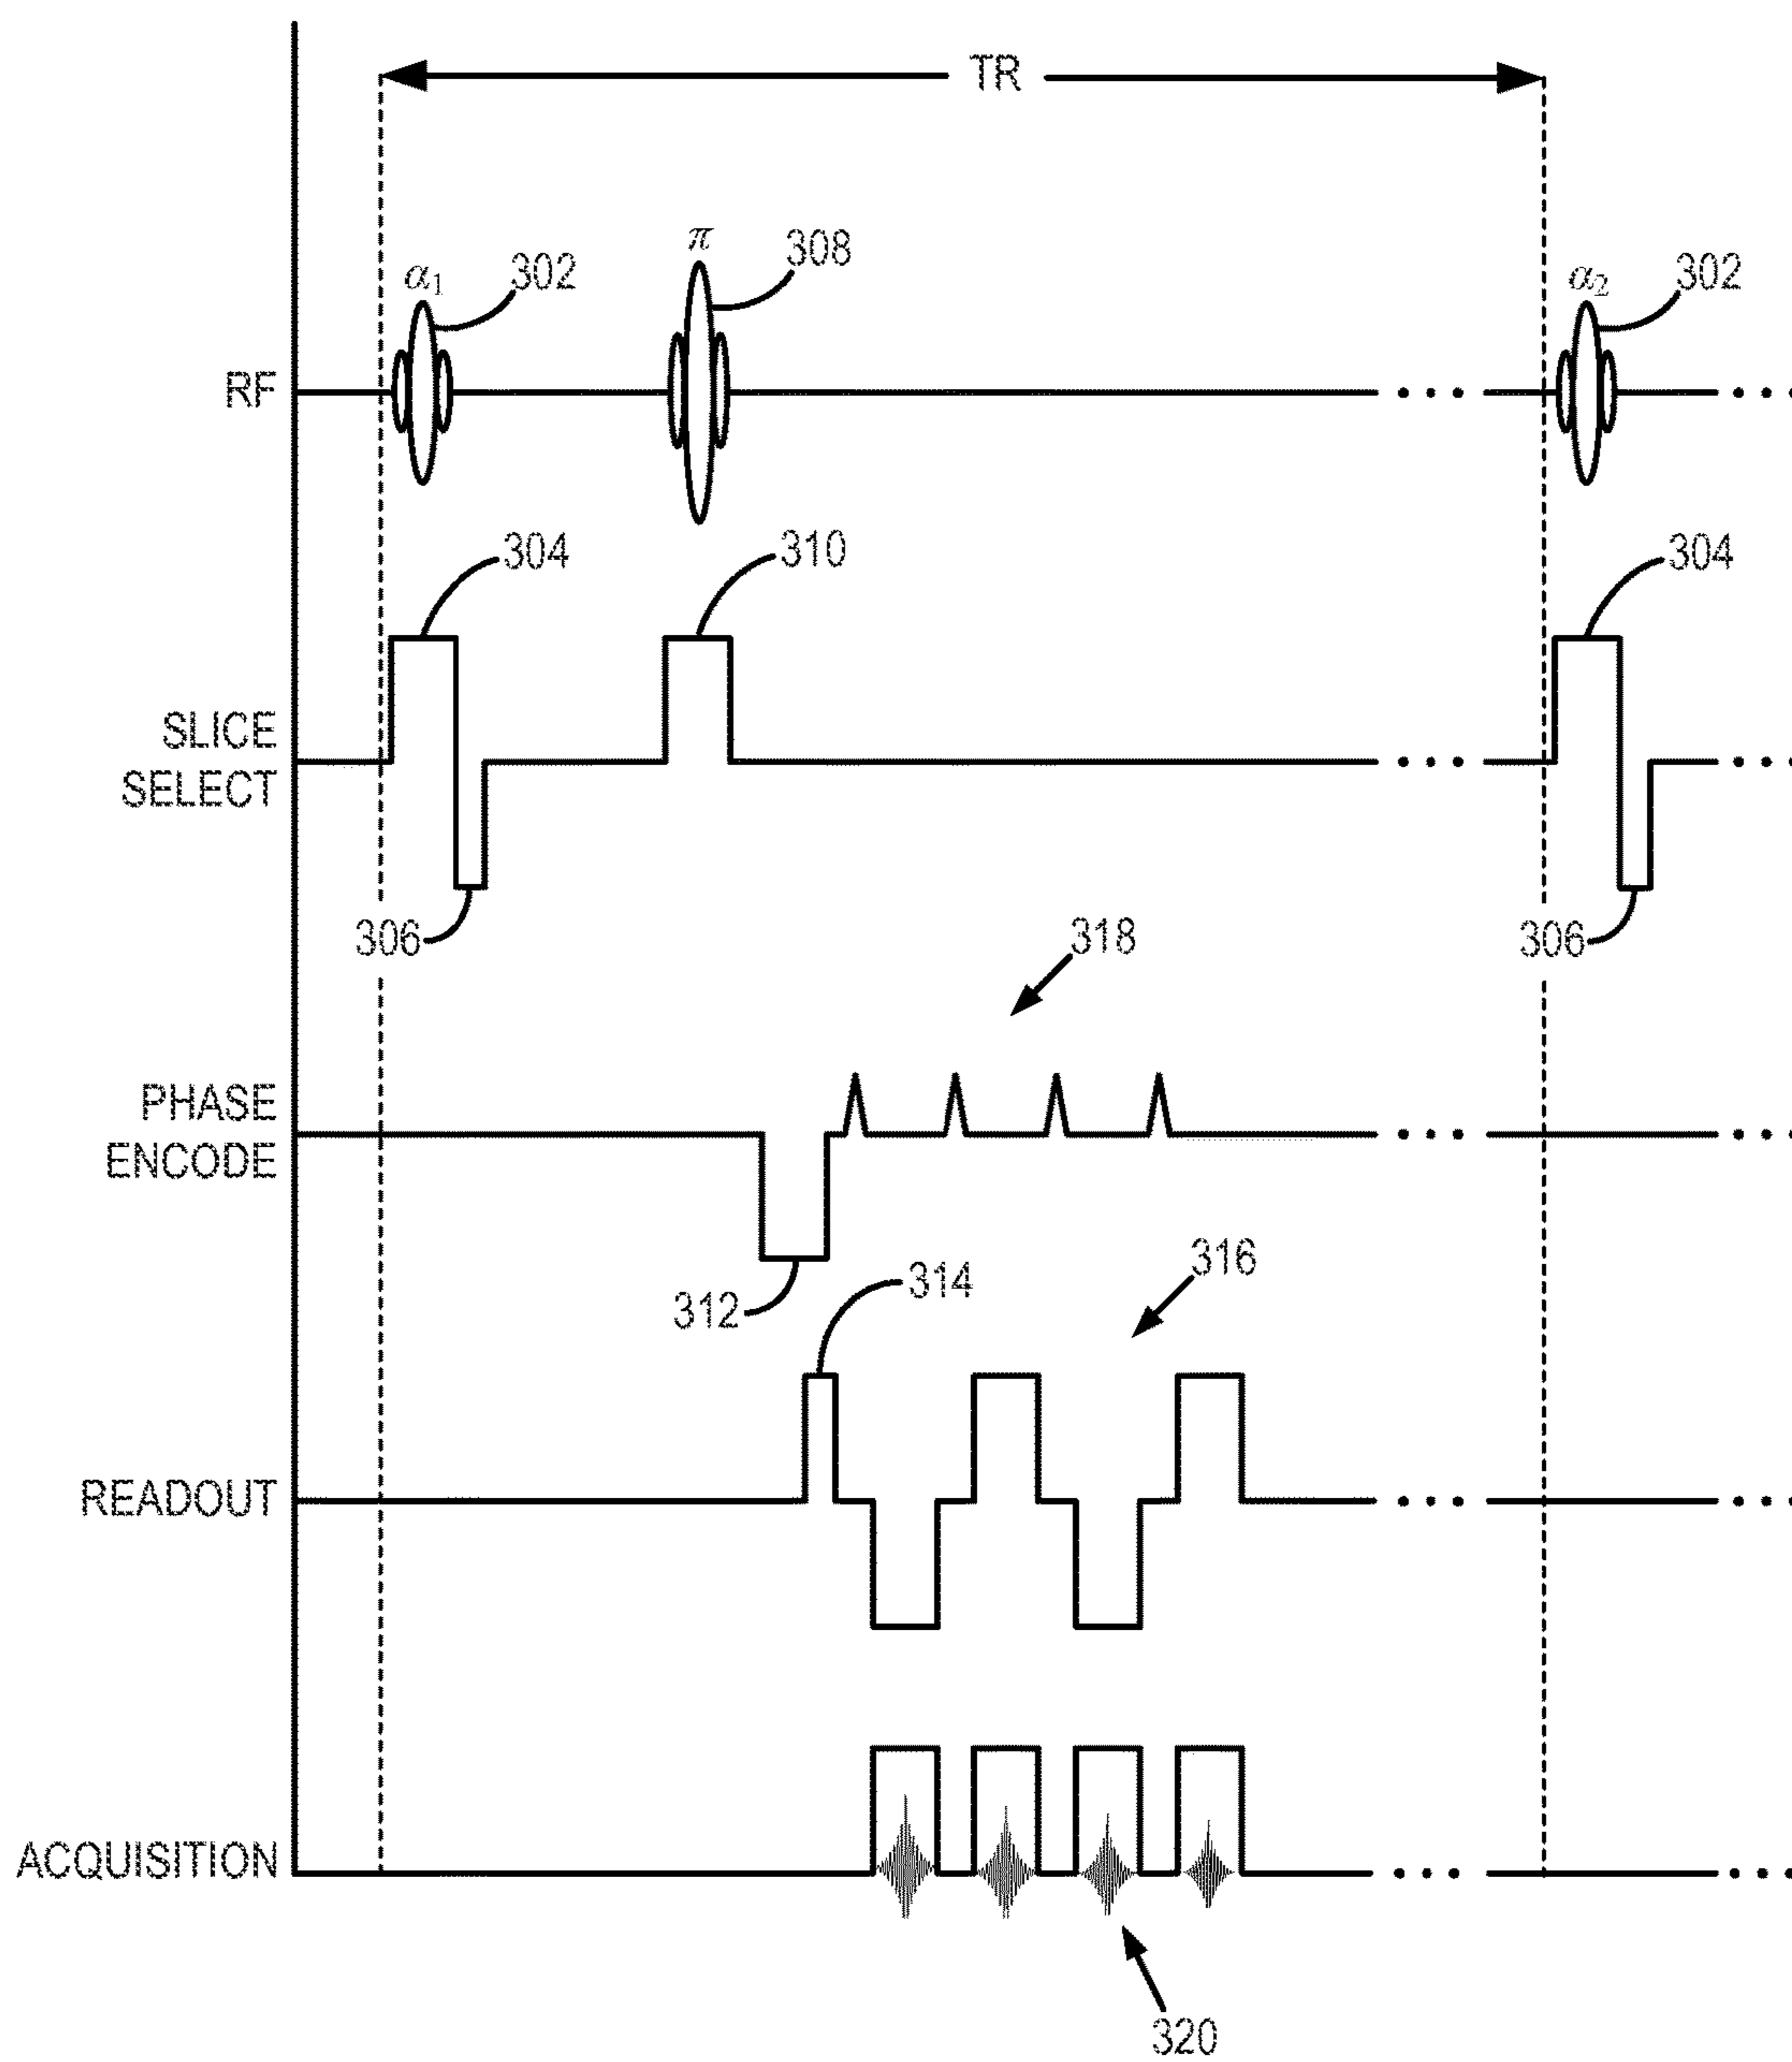 TR
π
308
α₁
302
α₂
302
RF
304
310
304
SLICE
SELECT
306
306
318
PHASE
ENCODE
316
314
312
READOUT
ACQUISITION
320